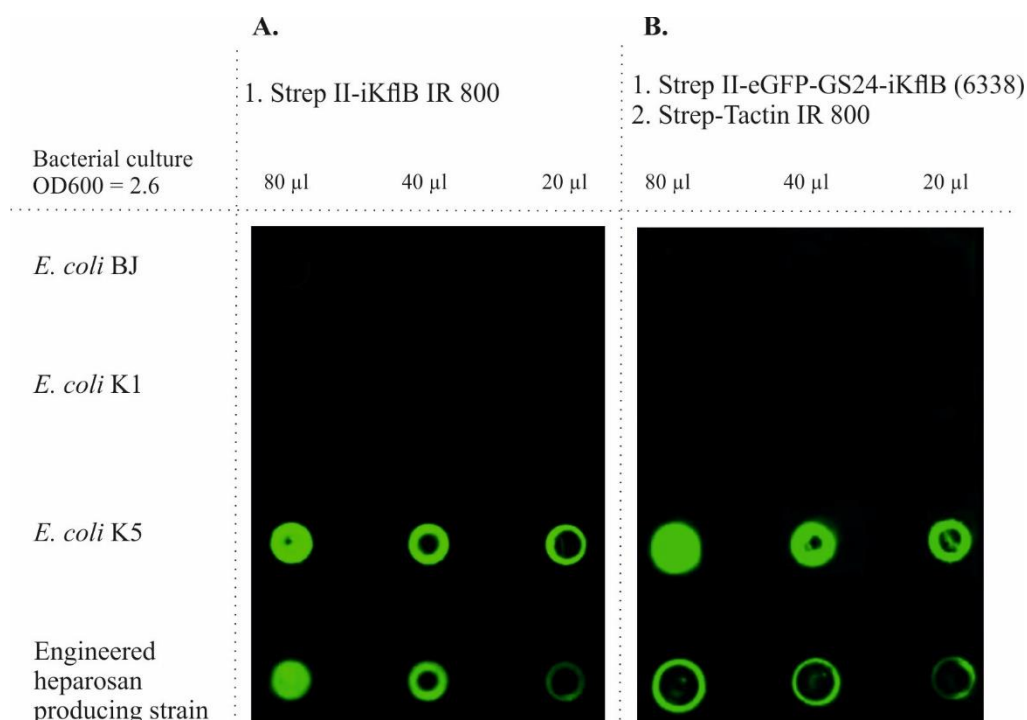 A.
B.
1. Strep II-iKflB IR 800
1. Strep II-eGFP-GS24-iKflB (6338)
2. Strep-Tactin IR 800
Bacterial culture
OD600 = 2.6
80 µl 40 µl 20 µl 80 µl 40 µl 20 µl
E. coli BJ
E. coli K1
E. coli K5
Engineered
heparosan
producing strain